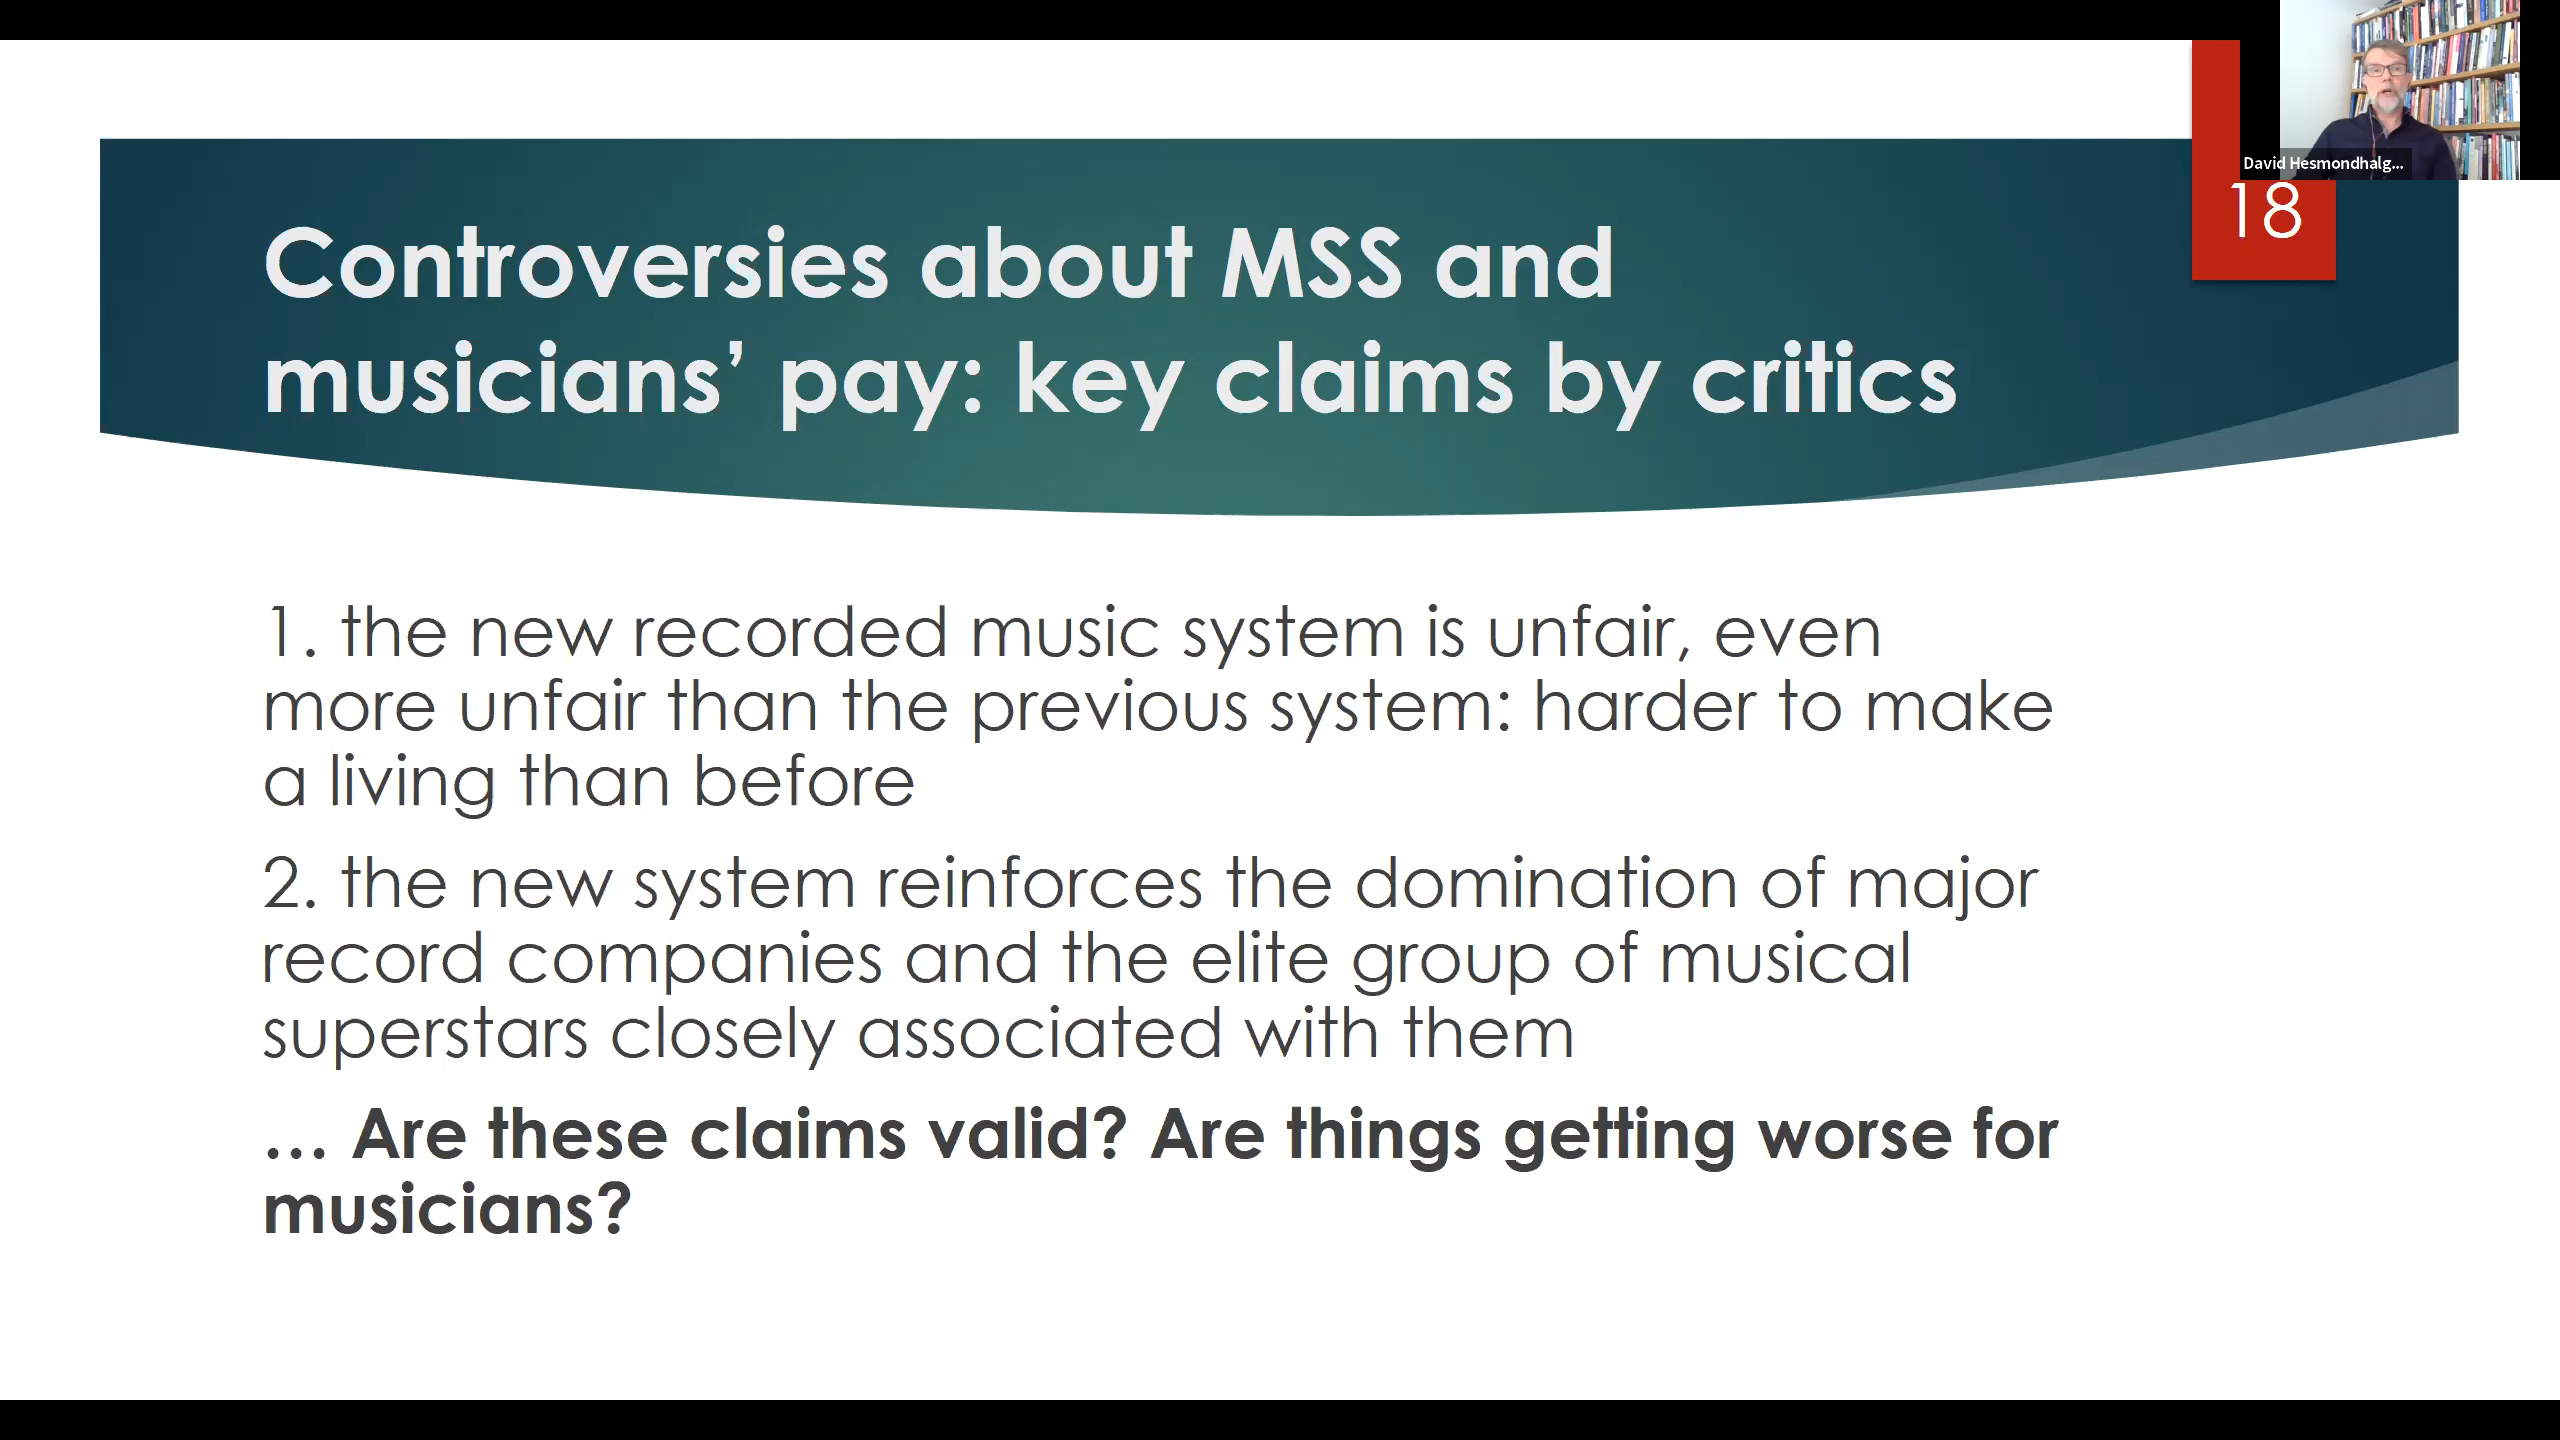 David Hesmondhalg...
18
Controversies about MSS and
musicians’ pay: key claims by critics
1. the new recorded music system is unfair, even
more unfair than the previous system: harder to make
a living than before
2. the new system reinforces the domination of major
record companies and the elite group of musical
superstars closely associated with them
… Are these claims valid? Are things getting worse for
musicians?